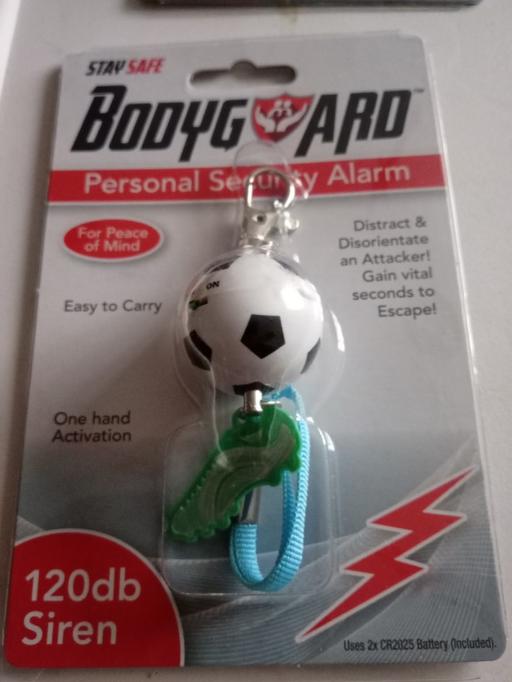 STAY SAFE
BODYGUARD™
Personal Security Alarm
For Peace
of Mind
Distract &
Disorientate
an Attacker!
Gain vital
seconds to
Escape!
ON
Easy to Carry
One hand
Activation
120db
Siren
Uses 2x CR2025 Battery (Included).